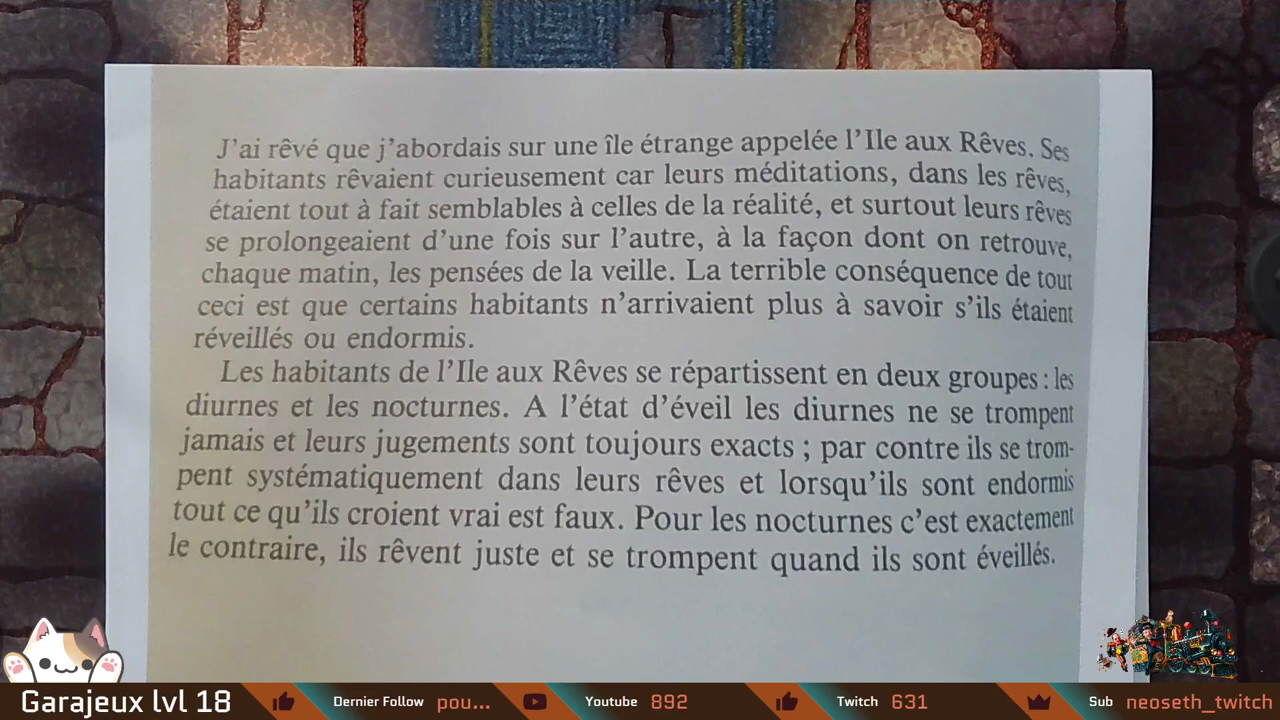 J'ai rêvé que j'abordais sur une île étrange appelée l'Ile aux Rêves. Ses
habitants rêvaient curieusement car leurs méditations, dans les rêves,
étaient tout à fait semblables à celles de la réalité, et surtout leurs rêves
se prolongeaient d'une fois sur l'autre, à la façon dont on retrouve,
chaque matin, les pensées de la veille. La terrible conséquence de tout
ceci est que certains habitants n'arrivaient plus à savoir s'ils étaient
réveillés ou endormis.
Les habitants de l'Ile aux Rêves se répartissent en deux groupes : les
diurnes et les nocturnes. A l'état d'éveil les diurnes ne se trompent
jamais et leurs jugements sont toujours exacts ; par contre ils se trom-
pent systématiquement dans leurs rêves et lorsqu'ils sont endormis
tout ce qu'ils croient vrai est faux. Pour les nocturnes c'est exactement
le contraire, ils rêvent juste et se trompent quand ils sont éveillés.
Garajeux lvl 18 Dernier Follow pou... Youtube 892 Twitch 631 Sub neoseth_twitch